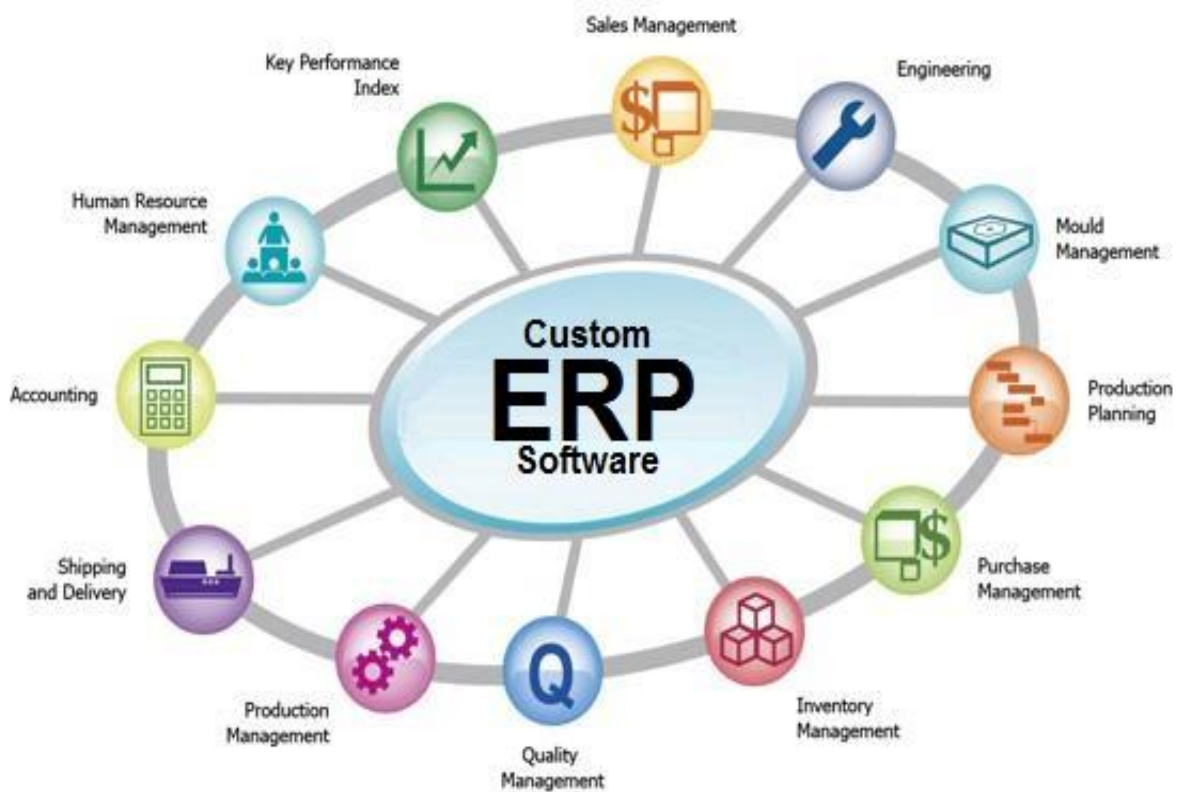 Sales Management
Key Performance
Index
Engineering
Human Resource
Management
Mould
Management
Custom
ERP
Software
Accounting
Production
Planning
Shipping
and Delivery
Purchase
Management
Q
Production
Management
Inventory
Management
Quality
Management
$
$